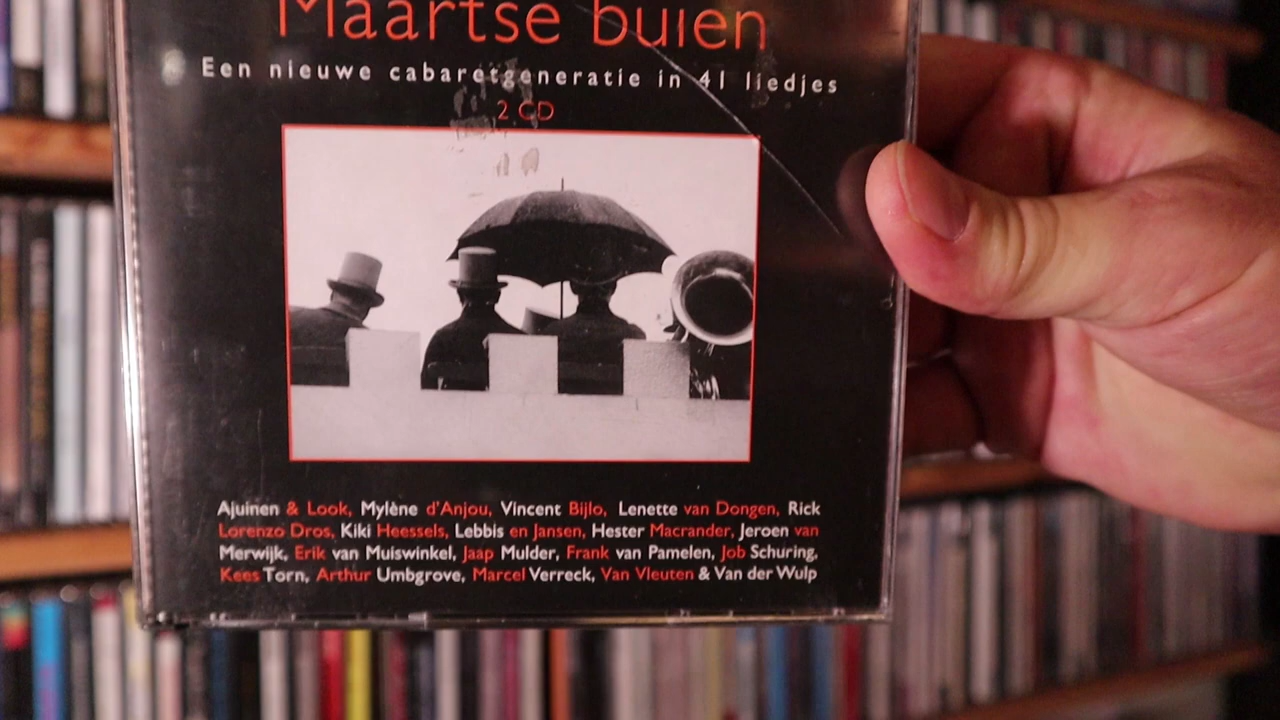 Maartse buien
Een nieuwe cabaretgeneratie in 41 liedjes
2 CD
Ajuinen & Look, Mylène d'Anjou, Vincent Bijlo, Lenette van Dongen, Rick
Lorenzo Dros, Kiki Heessels, Lebbis en Jansen, Hester Macrander, Jeroen van
Merwijk, Erik van Muiswinkel, Jaap Mulder, Frank van Pamelen, Job Schuring,
Kees Torn, Arthur Umbgrove, Marcel Verreck, Van Vleuten & Van der Wulp